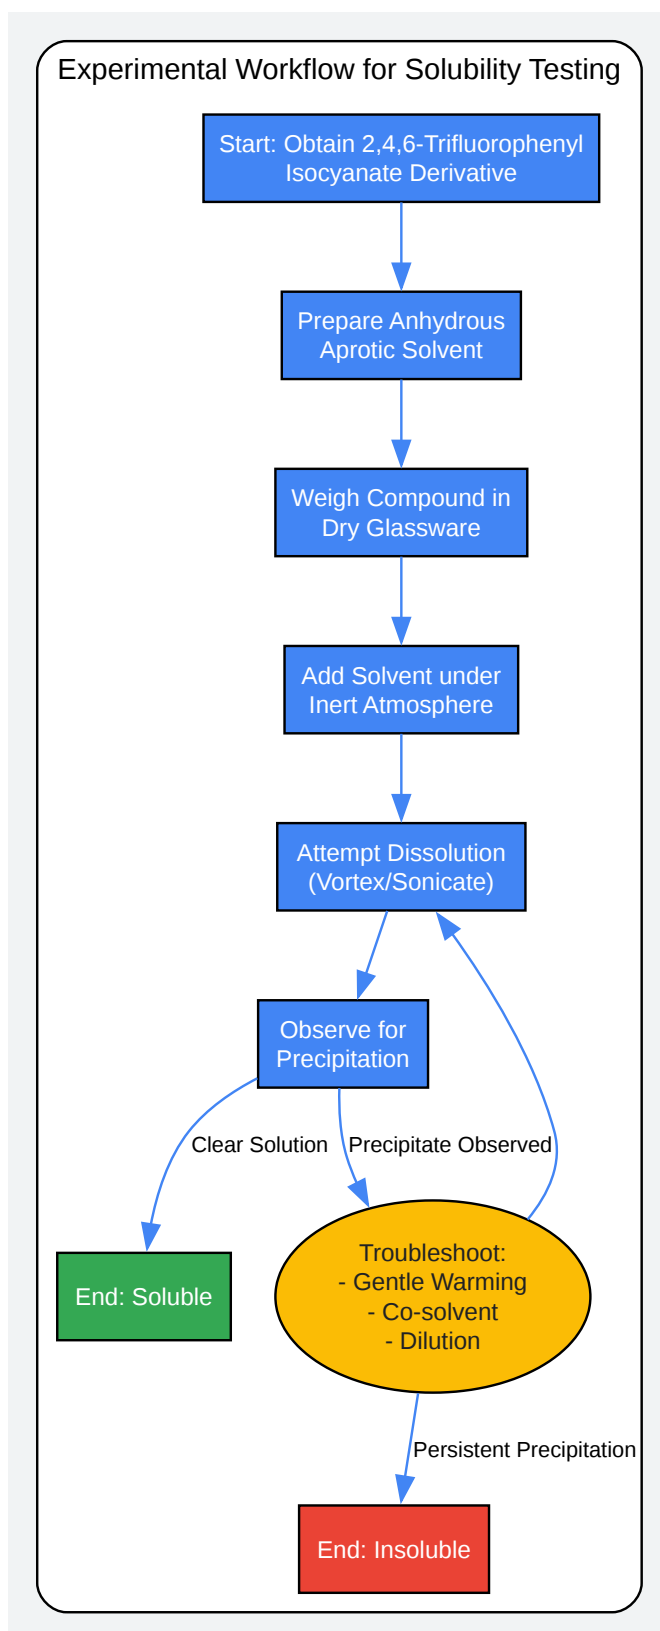 Experimental Workflow for Solubility Testing
Start: Obtain 2,4,6-Trifluorophenyl
Isocyanate Derivative
Prepare Anhydrous
Aprotic Solvent
Weigh Compound in
Dry Glassware
Add Solvent under
Inert Atmosphere
Attempt Dissolution
(Vortex/Sonicate)
Observe for
Precipitation
Clear Solution
Precipitate Observed
End: Soluble
Troubleshoot:
- Gentle Warming
- Co-solvent
- Dilution
Persistent Precipitation
End: Insoluble